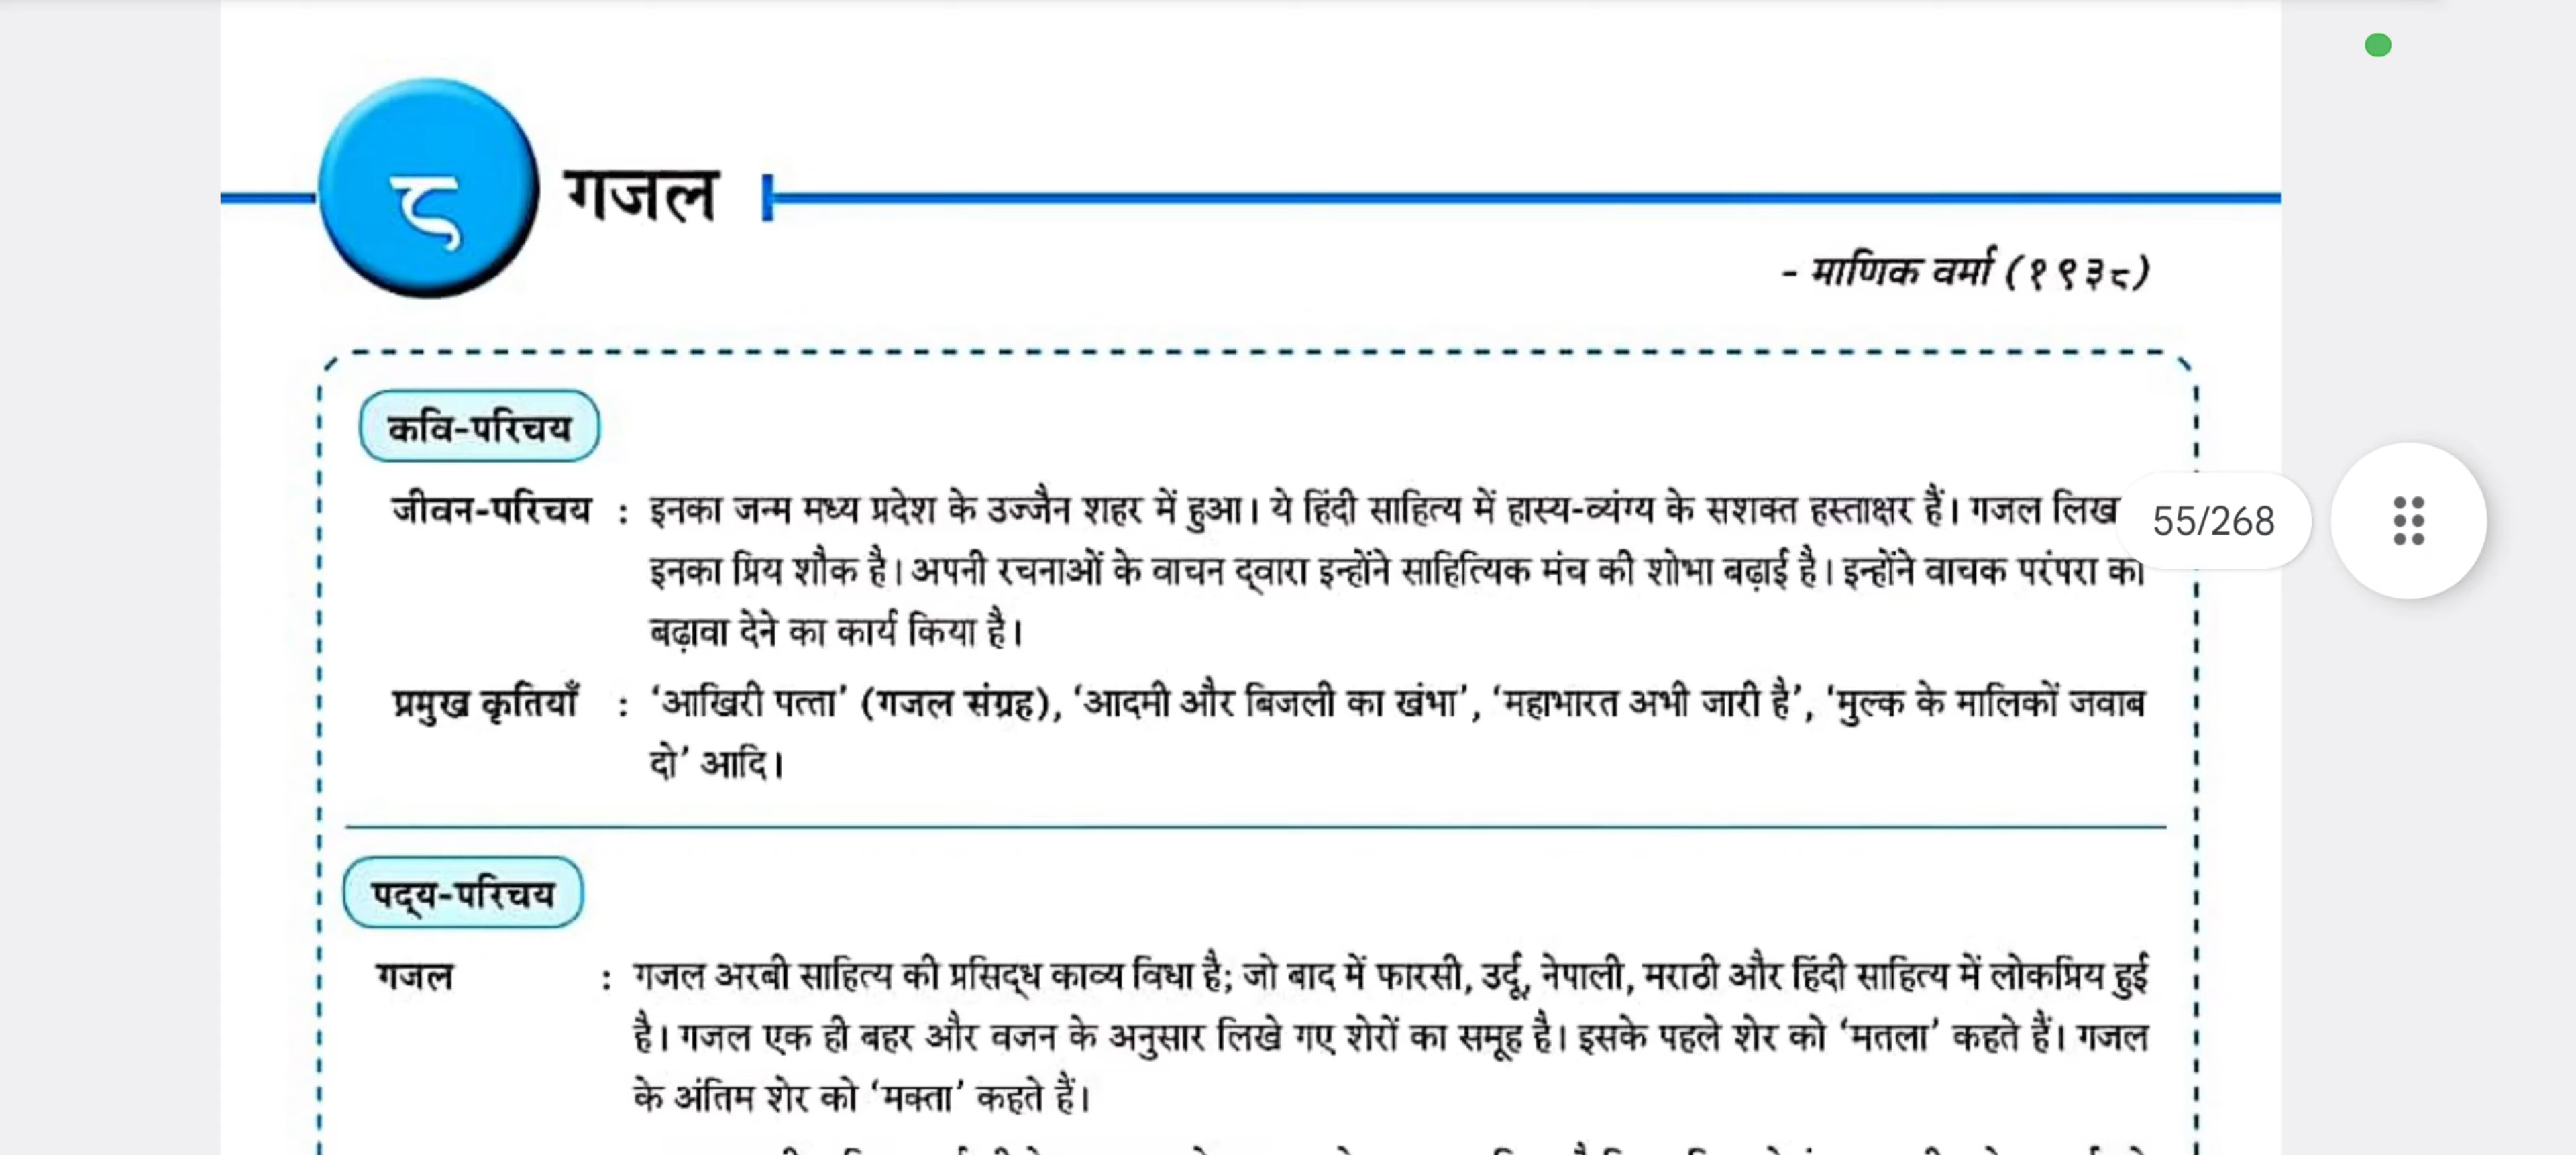 ८ गजल
- माणिक वर्मा (१९३८)
कवि-परिचय
जीवन-परिचय : इनका जन्म मध्य प्रदेश के उज्जैन शहर में हुआ। ये हिंदी साहित्य में हास्य-व्यंग्य के सशक्त हस्ताक्षर हैं। गजल लिख
55/268
इनका प्रिय शौक है। अपनी रचनाओं के वाचन द्‌वारा इन्होंने साहित्यिक मंच की शोभा बढ़ाई है। इन्होंने वाचक परंपरा को
बढ़ावा देने का कार्य किया है।
प्रमुख कृतियाँ : ‘आखिरी पत्ता’ (गजल संग्रह), ‘आदमी और बिजली का खंभा’, ‘महाभारत अभी जारी है’, ‘मुल्क के मालिकों जवाब
दो’ आदि।
पद्‌य-परिचय
गजल : गजल अरबी साहित्य की प्रसिद्‌ध काव्य विधा है; जो बाद में फारसी, उर्दू, नेपाली, मराठी और हिंदी साहित्य में लोकप्रिय हुई
है। गजल एक ही बहर और वजन के अनुसार लिखे गए शेरों का समूह है। इसके पहले शेर को ‘मतला’ कहते हैं। गजल
के अंतिम शेर को ‘मक्ता’ कहते हैं।